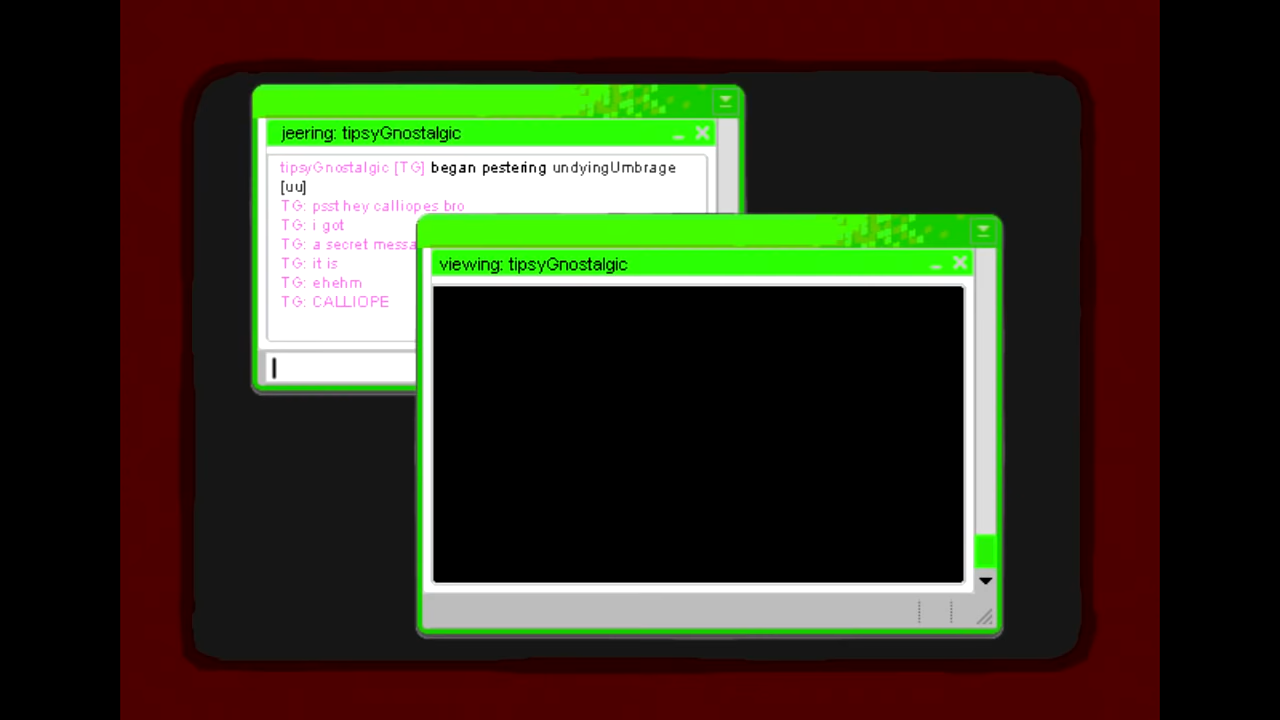 jeering: tipsyGnostalgic
tipsyGnostalgic [TG] began pestering undyingUmbrage
[uu]
TG: psst hey calliopes bro
TG: i got
TG: a secret messa
TG: it is
TG: ehehm
TG: CALLIOPE
viewing: tipsyGnostalgic